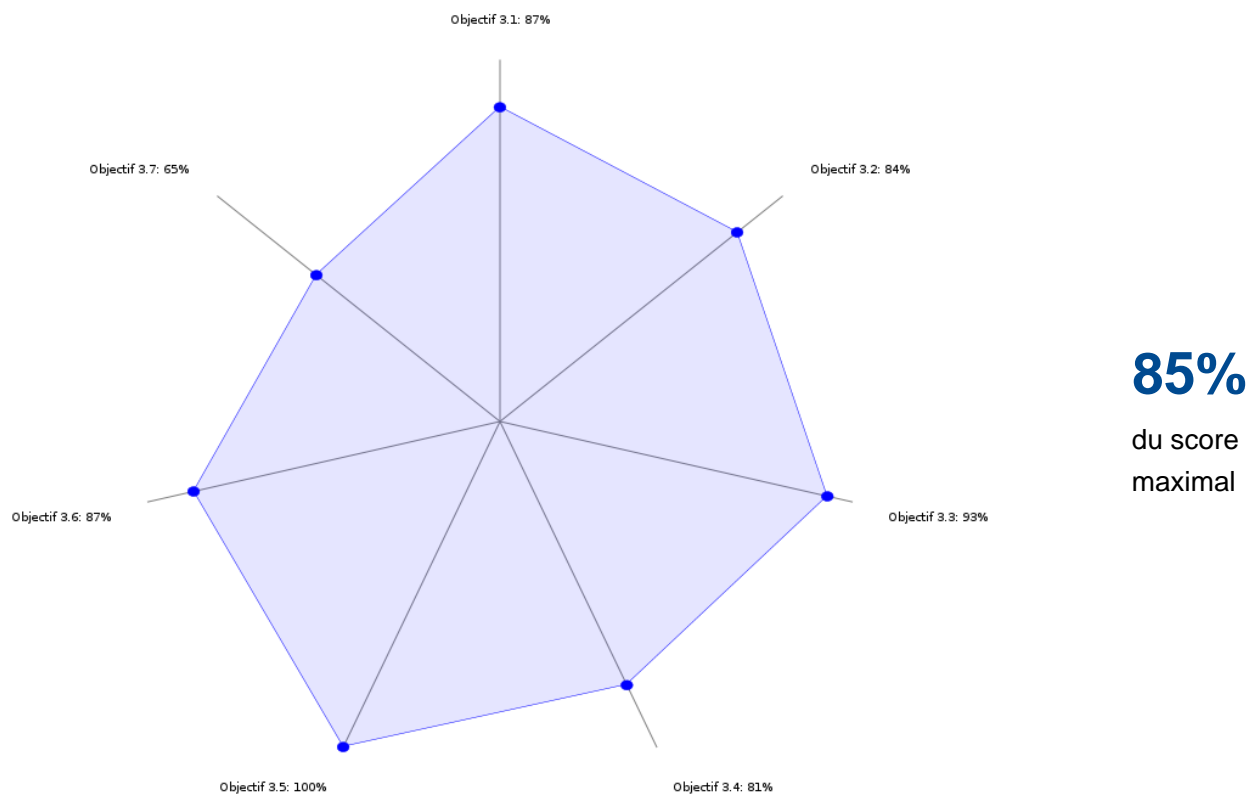 Objectif 3.1: 87%
Objectif 3.7: 65%
Objectif 3.2: 84%
85%
du score
maximal
Objectif 3.6: 87%
Objectif 3.3: 93%
Objectif 3.5: 100%
Objectif 3.4: 81%